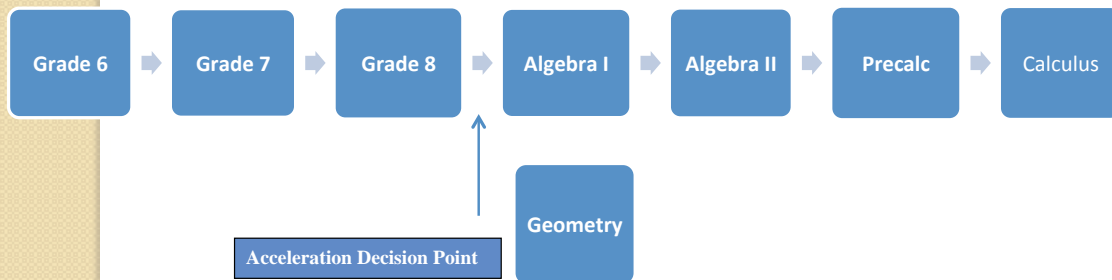 Grade 6
Grade 7
Grade 8
Algebra I
Algebra II
Precalc
Calculus
Geometry
Acceleration Decision Point